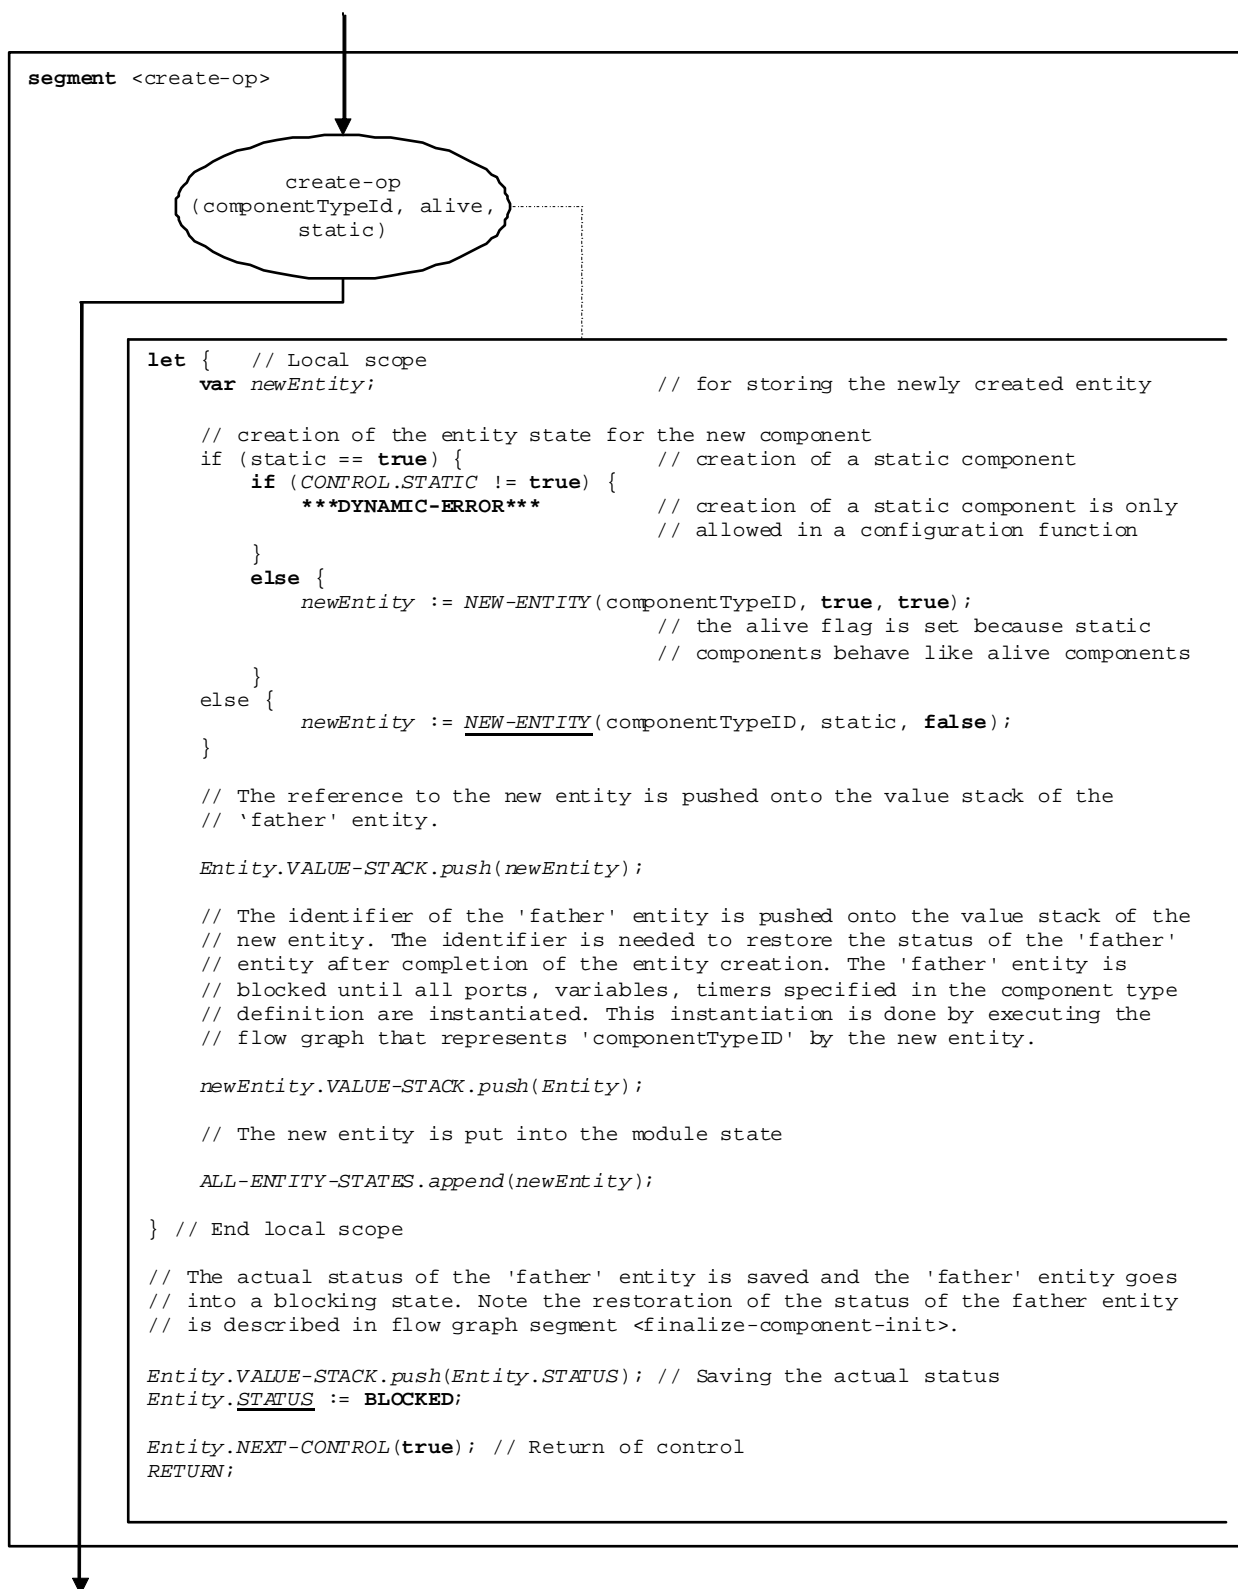 segment <create-op>
create-op
(componentTypeId, alive,
static)
let {   // Local scope
var newEntity;   // for storing the newly created entity
// creation of the entity state for the new component
if (static == true) {   // creation of a static component
if (CONTROL.STATIC != true) {
***DYNAMIC-ERROR***   // creation of a static component is only
// allowed in a configuration function
}
else {
newEntity := NEW-ENTITY(componentTypeID, true, true);
// the alive flag is set because static
// components behave like alive components
}
else {
newEntity := NEW-ENTITY(componentTypeID, static, false);
}
// The reference to the new entity is pushed onto the value stack of the
// ‘father' entity.
Entity.VALUE-STACK.push(newEntity);
// The identifier of the 'father' entity is pushed onto the value stack of the
// new entity. The identifier is needed to restore the status of the 'father'
// entity after completion of the entity creation. The 'father' entity is
// blocked until all ports, variables, timers specified in the component type
// definition are instantiated. This instantiation is done by executing the
// flow graph that represents 'componentTypeID' by the new entity.
newEntity.VALUE-STACK.push(Entity);
// The new entity is put into the module state
ALL-ENTITY-STATES.append(newEntity);
} // End local scope
// The actual status of the 'father' entity is saved and the 'father' entity goes
// into a blocking state. Note the restoration of the status of the father entity
// is described in flow graph segment <finalize-component-init>.
Entity.VALUE-STACK.push(Entity.STATUS); // Saving the actual status
Entity.STATUS := BLOCKED;
Entity.NEXT-CONTROL(true); // Return of control
RETURN;